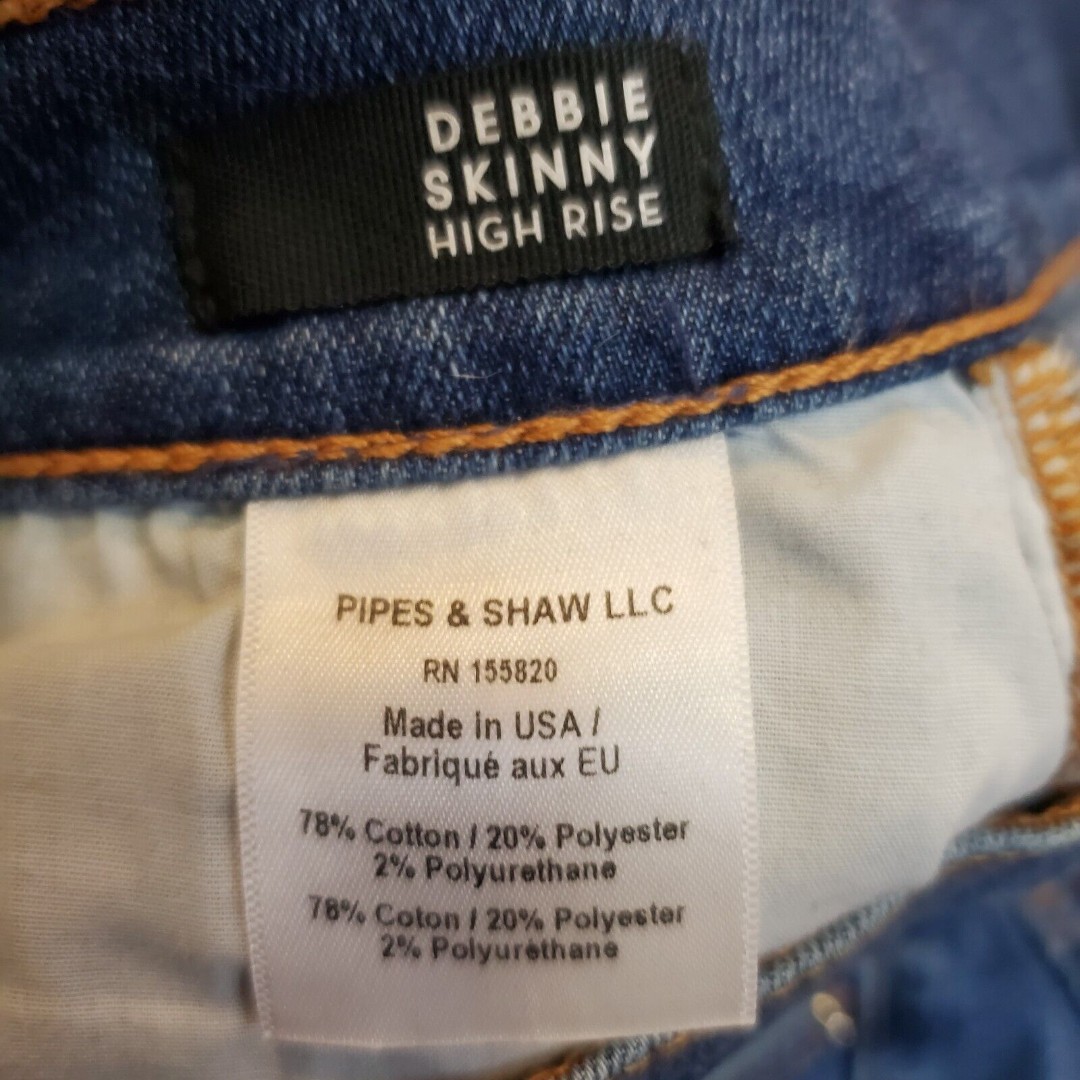 DEBBIE
SKINNY
HIGH RISE
PIPES & SHAW LLC
RN 155820
Made in USA /
Fabriqué aux EU
78% Cotton / 20% Polyester
2% Polyurethane
78% Coton / 20% Polyester
2% Polyuréthane